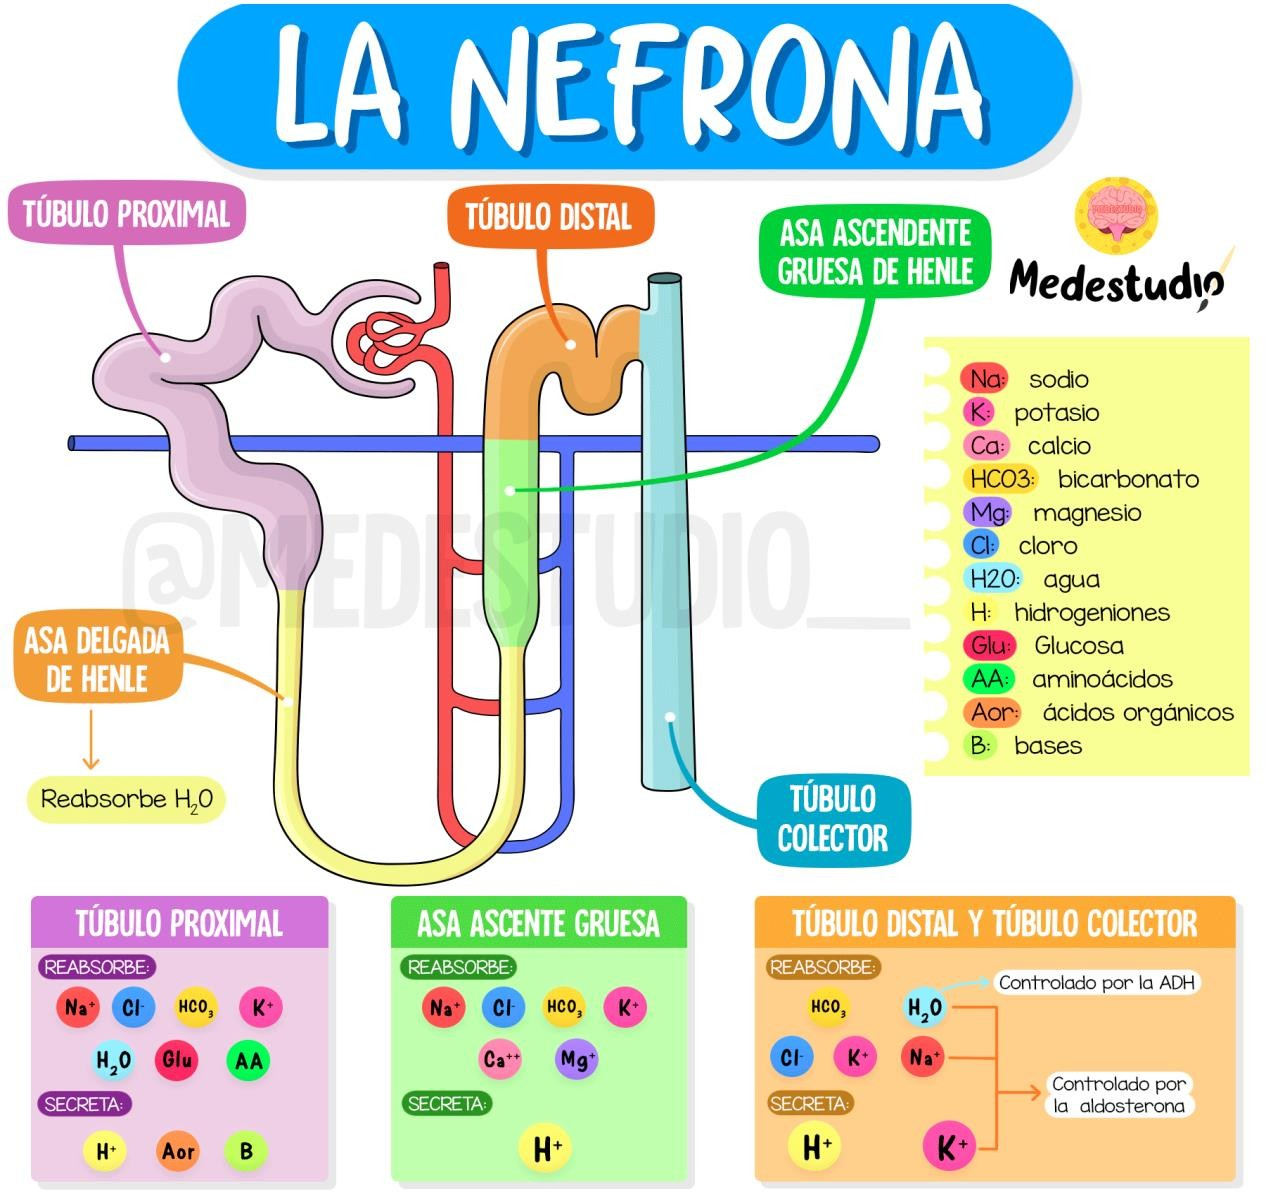 LA NEFRONA
TÚBULO PROXIMAL
TÚBULO DISTAL
ASA ASCENDENTE
GRUESA DE HENLE
MEDESTUDIO
Medestudio
Na: sodio
K: potasio
Ca: calcio
HCO3: bicarbonato
Mg: magnesio
Cl: cloro
H2O: agua
H: hidrogeniones
Glu: Glucosa
AA: aminoácidos
Aor: ácidos orgánicos
B: bases
@MEDESTUDIO__
ASA DELGADA
DE HENLE
Reabsorbe H₂O
TÚBULO
COLECTOR
TÚBULO PROXIMAL
REABSORBE:
Na⁺ Cl⁻ HCO₃ K⁺
H₂O Glu AA
SECRETA:
H⁺ Aor B
ASA ASCENTE GRUESA
REABSORBE:
Na⁺ Cl⁻ HCO₃ K⁺
Ca⁺⁺ Mg⁺
SECRETA:
H⁺
TÚBULO DISTAL Y TÚBULO COLECTOR
REABSORBE:
Controlado por la ADH
HCO₃ H₂O
Cl⁻ K⁺ Na⁺
Controlado por
la aldosterona
SECRETA:
H⁺ K⁺